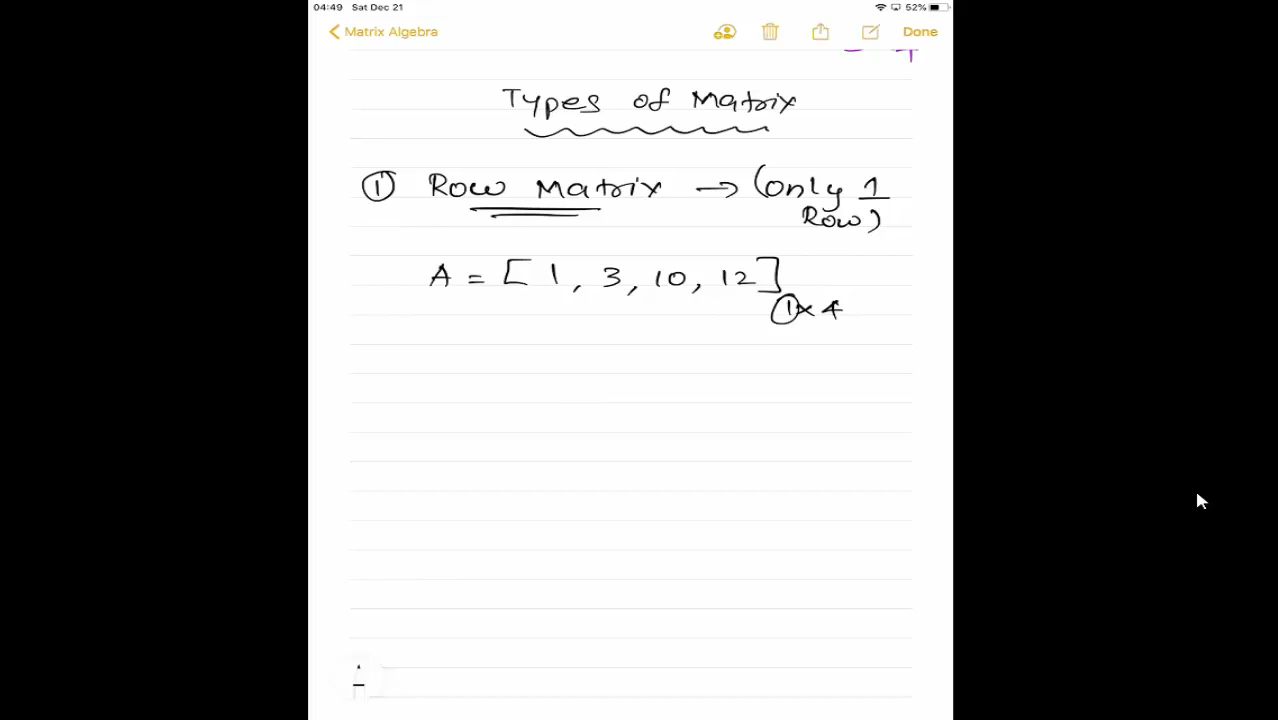 04:49 Sat Dec 21 52%
Matrix Algebra Done
Types of Matrix
① Row Matrix → (only 1
Row)
A = [ 1 , 3 , 10 , 12 ]
1 × 4